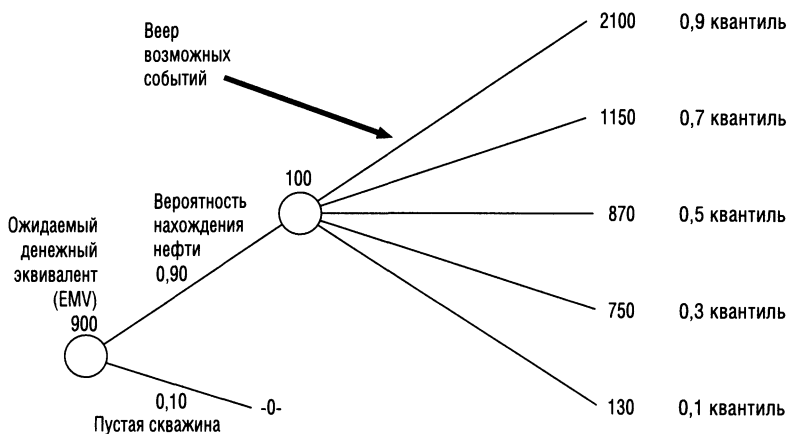 Веер
возможных
событий
2100 0,9 квантиль
1150 0,7 квантиль
100
Вероятность
нахождения
нефти
0,90
870 0,5 квантиль
Ожидаемый
денежный
эквивалент
(EMV)
900
750 0,3 квантиль
0,10
-0-
Пустая скважина
130 0,1 квантиль